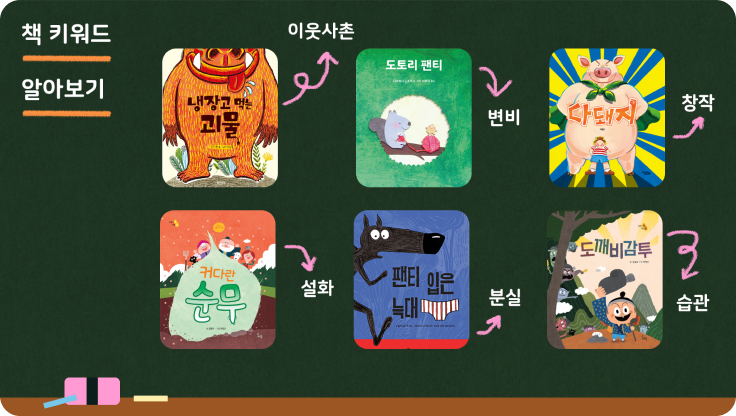 책 키워드
알아보기
이웃사촌
냉장고 먹는
괴물
도토리 팬티
변비
다돼지
창작
커다란
순무
설화
팬티 입은
늑대
분실
도깨비감투
습관